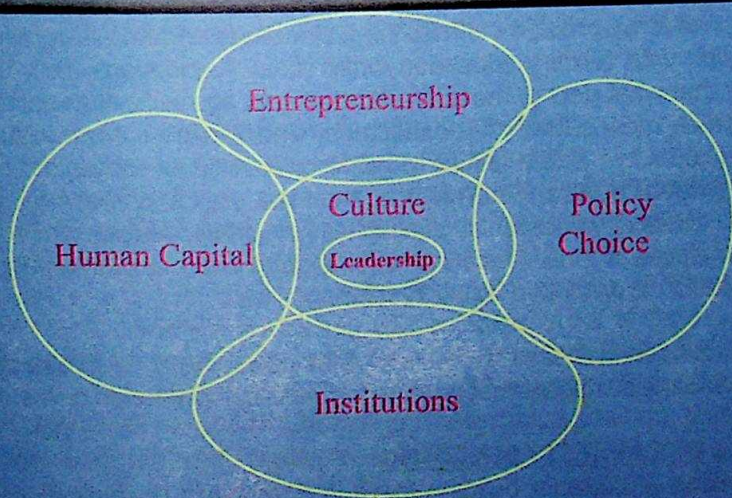 Entrepreneurship
Culture
Policy
Choice
Human Capital
Leadership
Institutions